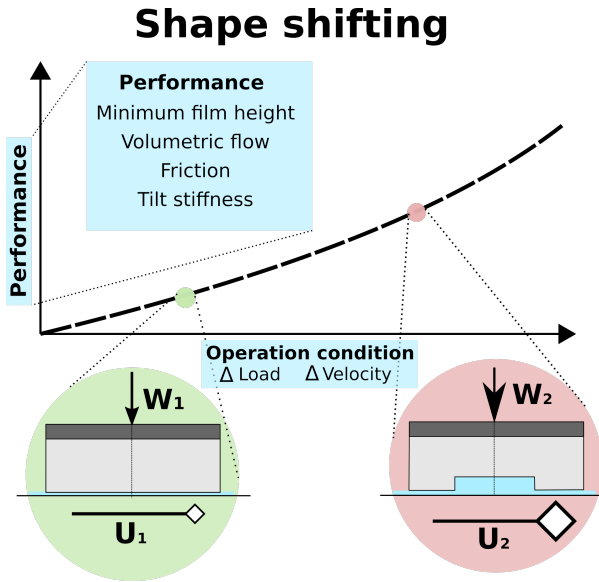 Shape shifting
Performance
Minimum film height
Volumetric flow
Friction
Tilt stiffness
Performance
Operation condition
Δ Load Δ Velocity
W1
U1
W2
U2